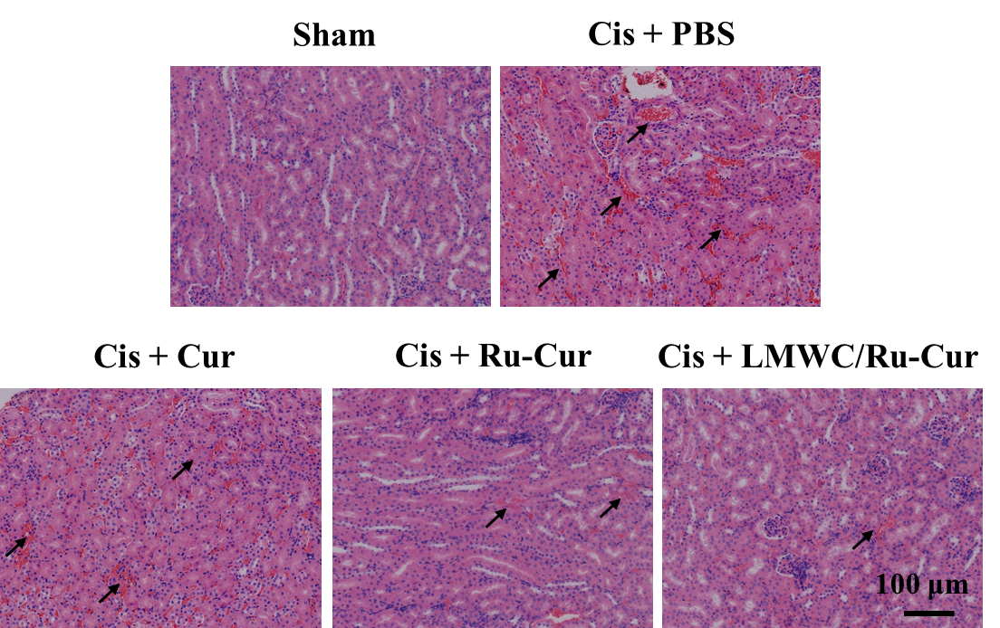 Sham
Cis + PBS
Cis + Cur
Cis + Ru-Cur
Cis + LMWC/Ru-Cur
100 μm